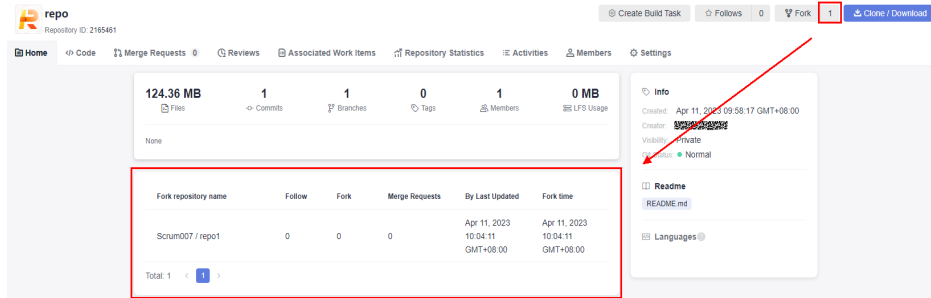 repo
Repository ID: 2165461
Create Build Task Follows 0 Fork 1 Clone / Download
Home Code Merge Requests 0 Reviews Associated Work Items Repository Statistics Activities Members Settings
124.36 MB 1 1 0 1 0 MB
Files Commits Branches Tags Members LFS Usage
None
Fork repository name Follow Fork Merge Requests By Last Updated Fork time
Scrum007 / repo1 0 0 0 Apr 11, 2023 10:04:11 GMT+08:00 Apr 11, 2023 10:04:11 GMT+08:00
Total: 1 < 1 >
Info
Created: Apr 11, 2023 09:58:17 GMT+08:00
Creator:
Visibility: Private
Status: Normal
Readme
README.md
Languages